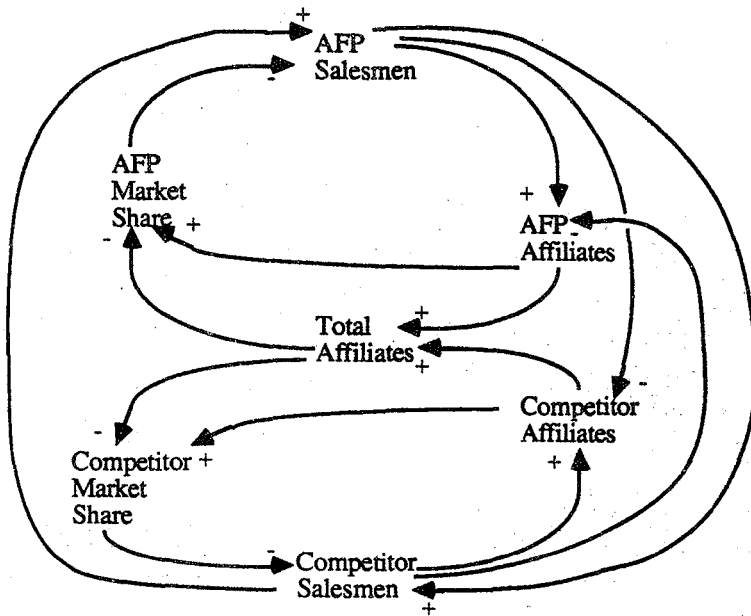 +
AFP
Salesmen
-
AFP
Market
Share +
-
+
AFP -
Affiliates
Total +
Affiliates +
-
Competitor
Affiliates
+
-
Competitor +
Market
Share
-
Competitor
Salesmen
+